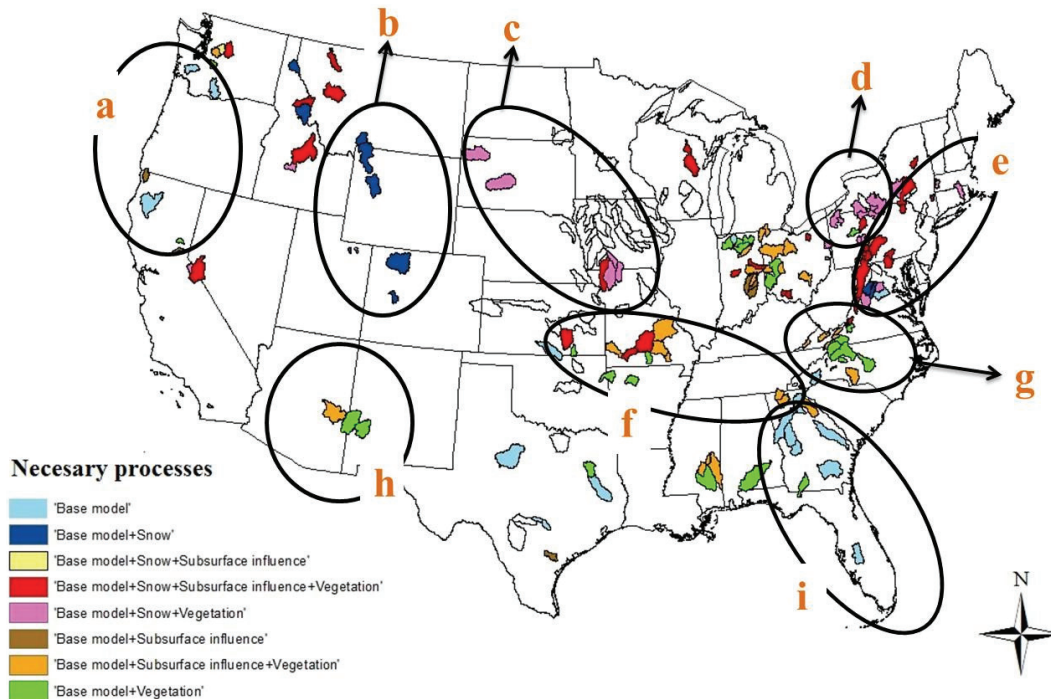 b
c
d
a
e
g
f
h
i
Necesary processes
'Base model'
'Base model+Snow'
'Base model+Snow+Subsurface influence'
'Base model+Snow+Subsurface influence+Vegetation'
'Base model+Snow+Vegetation'
'Base model+Subsurface influence'
'Base model+Subsurface influence+Vegetation'
'Base model+Vegetation'
N